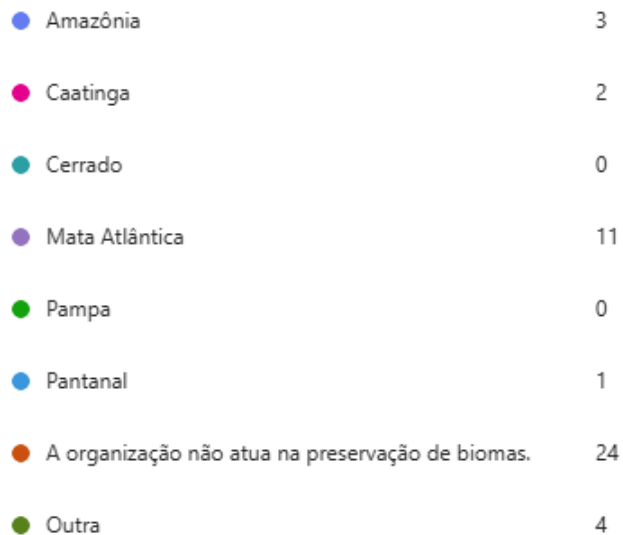 Amazônia 3
Caatinga 2
Cerrado 0
Mata Atlântica 11
Pampa 0
Pantanal 1
A organização não atua na preservação de biomas. 24
Outra 4